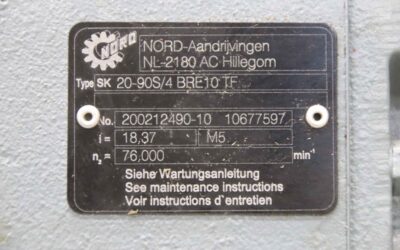 NORD
NORD-Aandrijvingen
NL-2180 AC Hillegom
Type SK 20-90S/4 BRE10 TF
No. 200212490-10 10677597
i = 18,37 M5
n₂ = 76,000 min⁻¹
Siehe Wartungsanleitung
See maintenance instructions
Voir instructions d`entretien